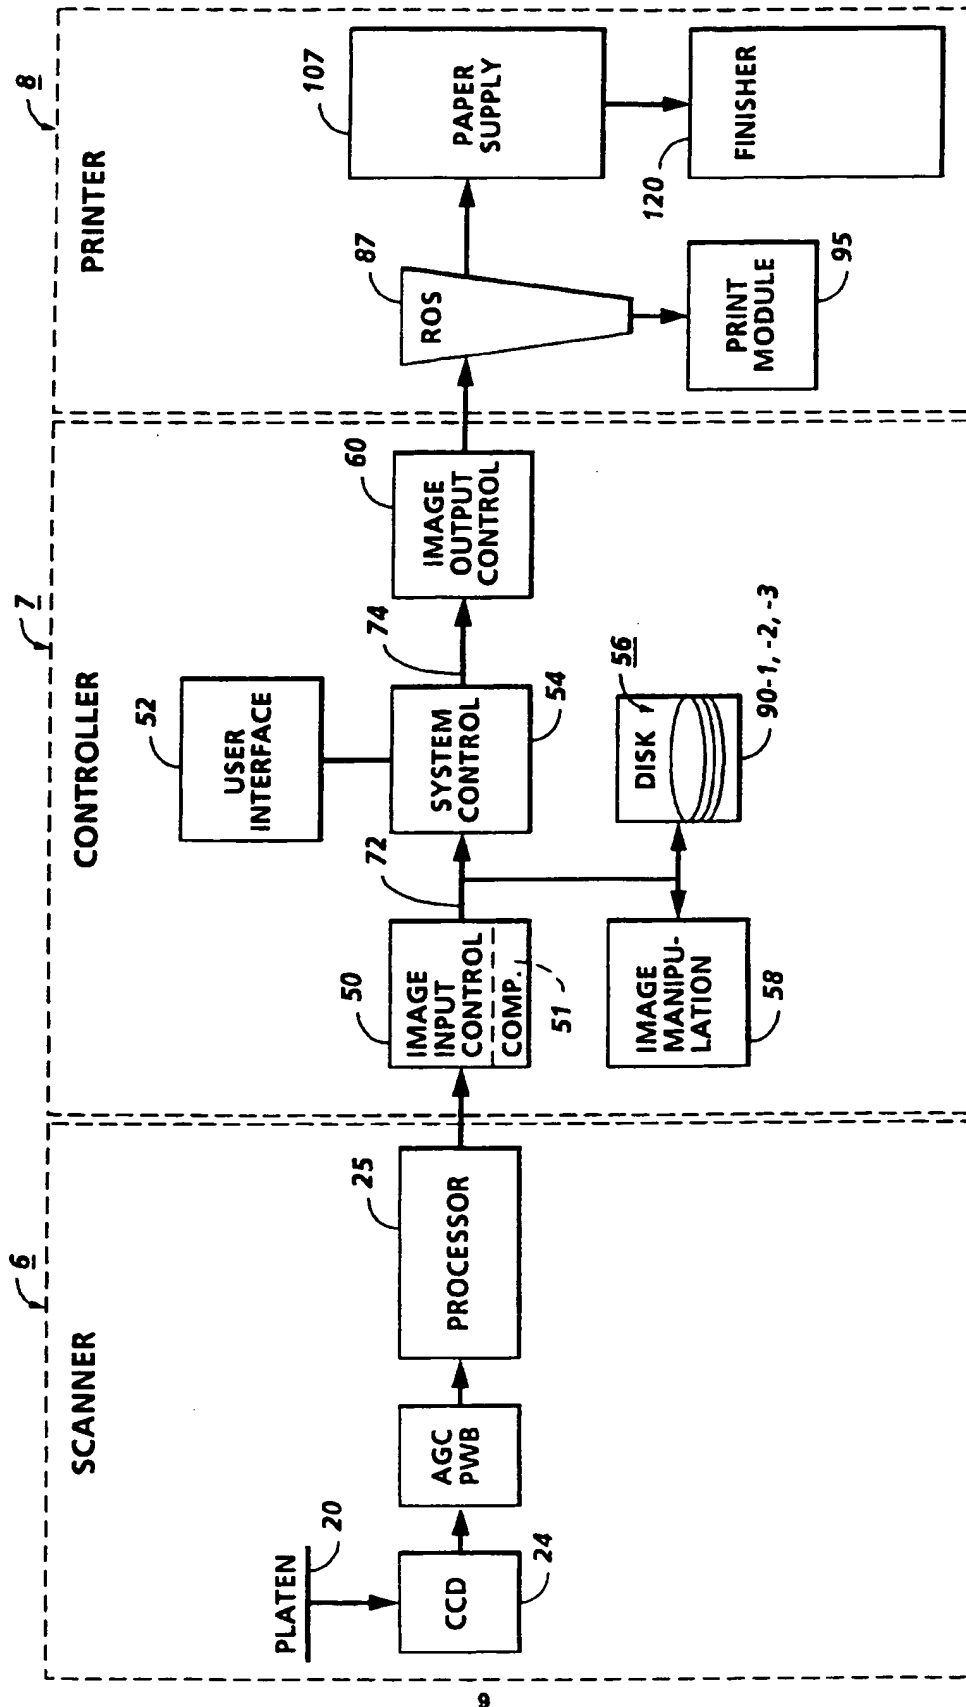 SCANNER
6
PLATEN
20
CCD
24
AGC
PWB
PROCESSOR
25
CONTROLLER
7
IMAGE
INPUT
CONTROL
COMP.
50
51
72
USER
INTERFACE
52
SYSTEM
CONTROL
54
74
IMAGE
OUTPUT
CONTROL
60
IMAGE
MANIPU-
LATION
58
DISK
56
90-1, -2, -3
PRINTER
8
ROS
87
PRINT
MODULE
95
PAPER
SUPPLY
107
FINISHER
120